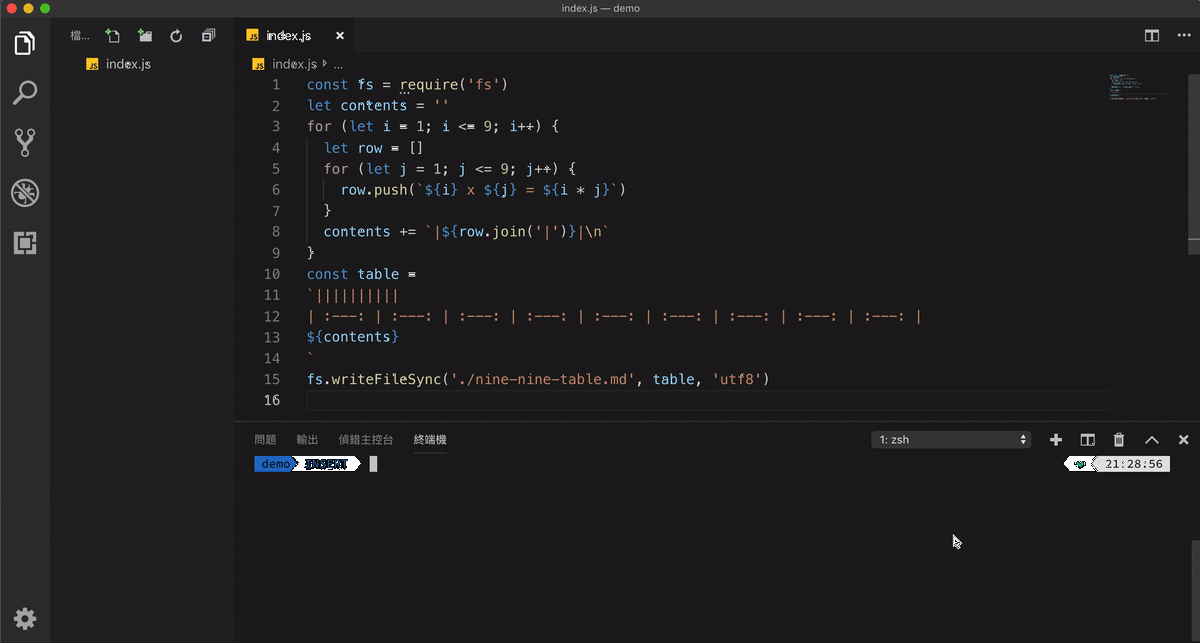 index.js — demo
檔...
index.js
index.js
index.js › ...
1 const fs = require('fs')
2 let contents = ''
3 for (let i = 1; i <= 9; i++) {
4 let row = []
5 for (let j = 1; j <= 9; j++) {
6 row.push(`${i} x ${j} = ${i * j}`)
7 }
8 contents += `|${row.join('|')}|\n`
9 }
10 const table =
11 `||||||||||
12 | :---: | :---: | :---: | :---: | :---: | :---: | :---: | :---: | :---: |
13 ${contents}
14 `
15 fs.writeFileSync('./nine-nine-table.md', table, 'utf8')
16
問題 輸出 偵錯主控台 終端機 1: zsh
demo INSERT 21:28:56